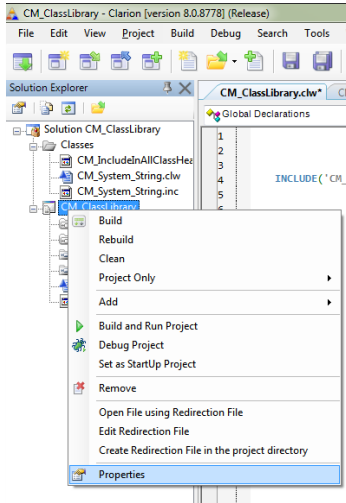 CM_ClassLibrary - Clarion [version 8.0.8778] (Release)
File Edit View Project Build Debug Search Tools
Solution Explorer
CM_ClassLibrary.clw*
Global Declarations
Solution CM_ClassLibrary
Classes
CM_IncludeInAllClassHea
CM_System_String.clw
CM_System_String.inc
CM_ClassLibrary
1
2
3
4 INCLUDE('CM_
5
Build
Rebuild
Clean
Project Only
Add
Build and Run Project
Debug Project
Set as StartUp Project
Remove
Open File using Redirection File
Edit Redirection File
Create Redirection File in the project directory
Properties